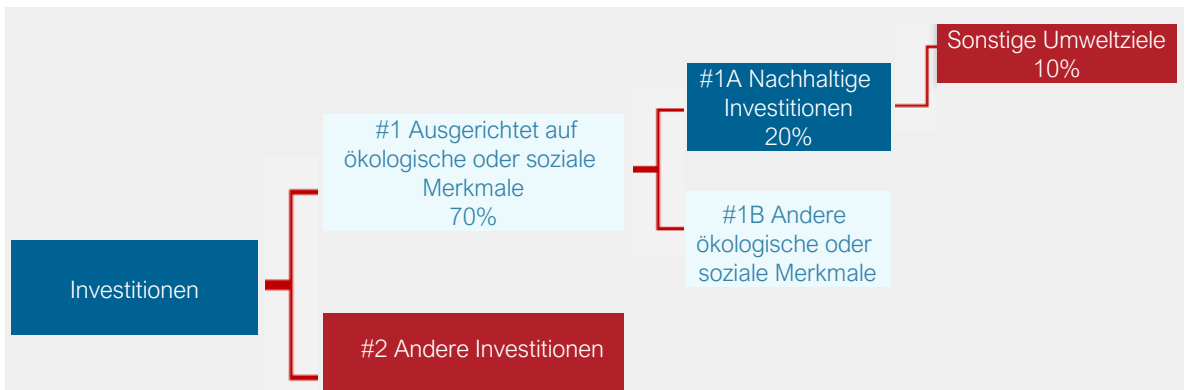 Investitionen
#1 Ausgerichtet auf
ökologische oder soziale
Merkmale
70%
#2 Andere Investitionen
#1A Nachhaltige
Investitionen
20%
#1B Andere
ökologische oder
soziale Merkmale
Sonstige Umweltziele
10%